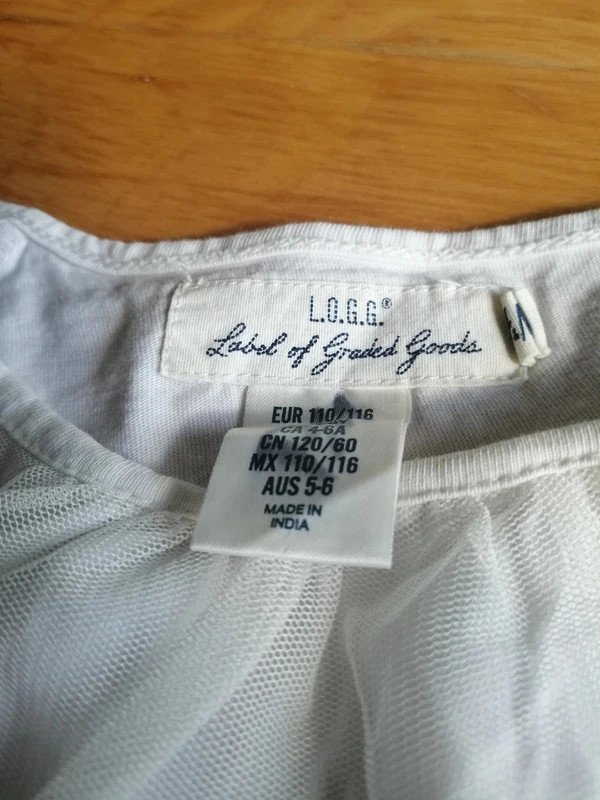 L.O.G.G.®
Label of Graded Goods
EUR 110/116
CA 4-6A
CN 120/60
MX 110/116
AUS 5-6
MADE IN
INDIA